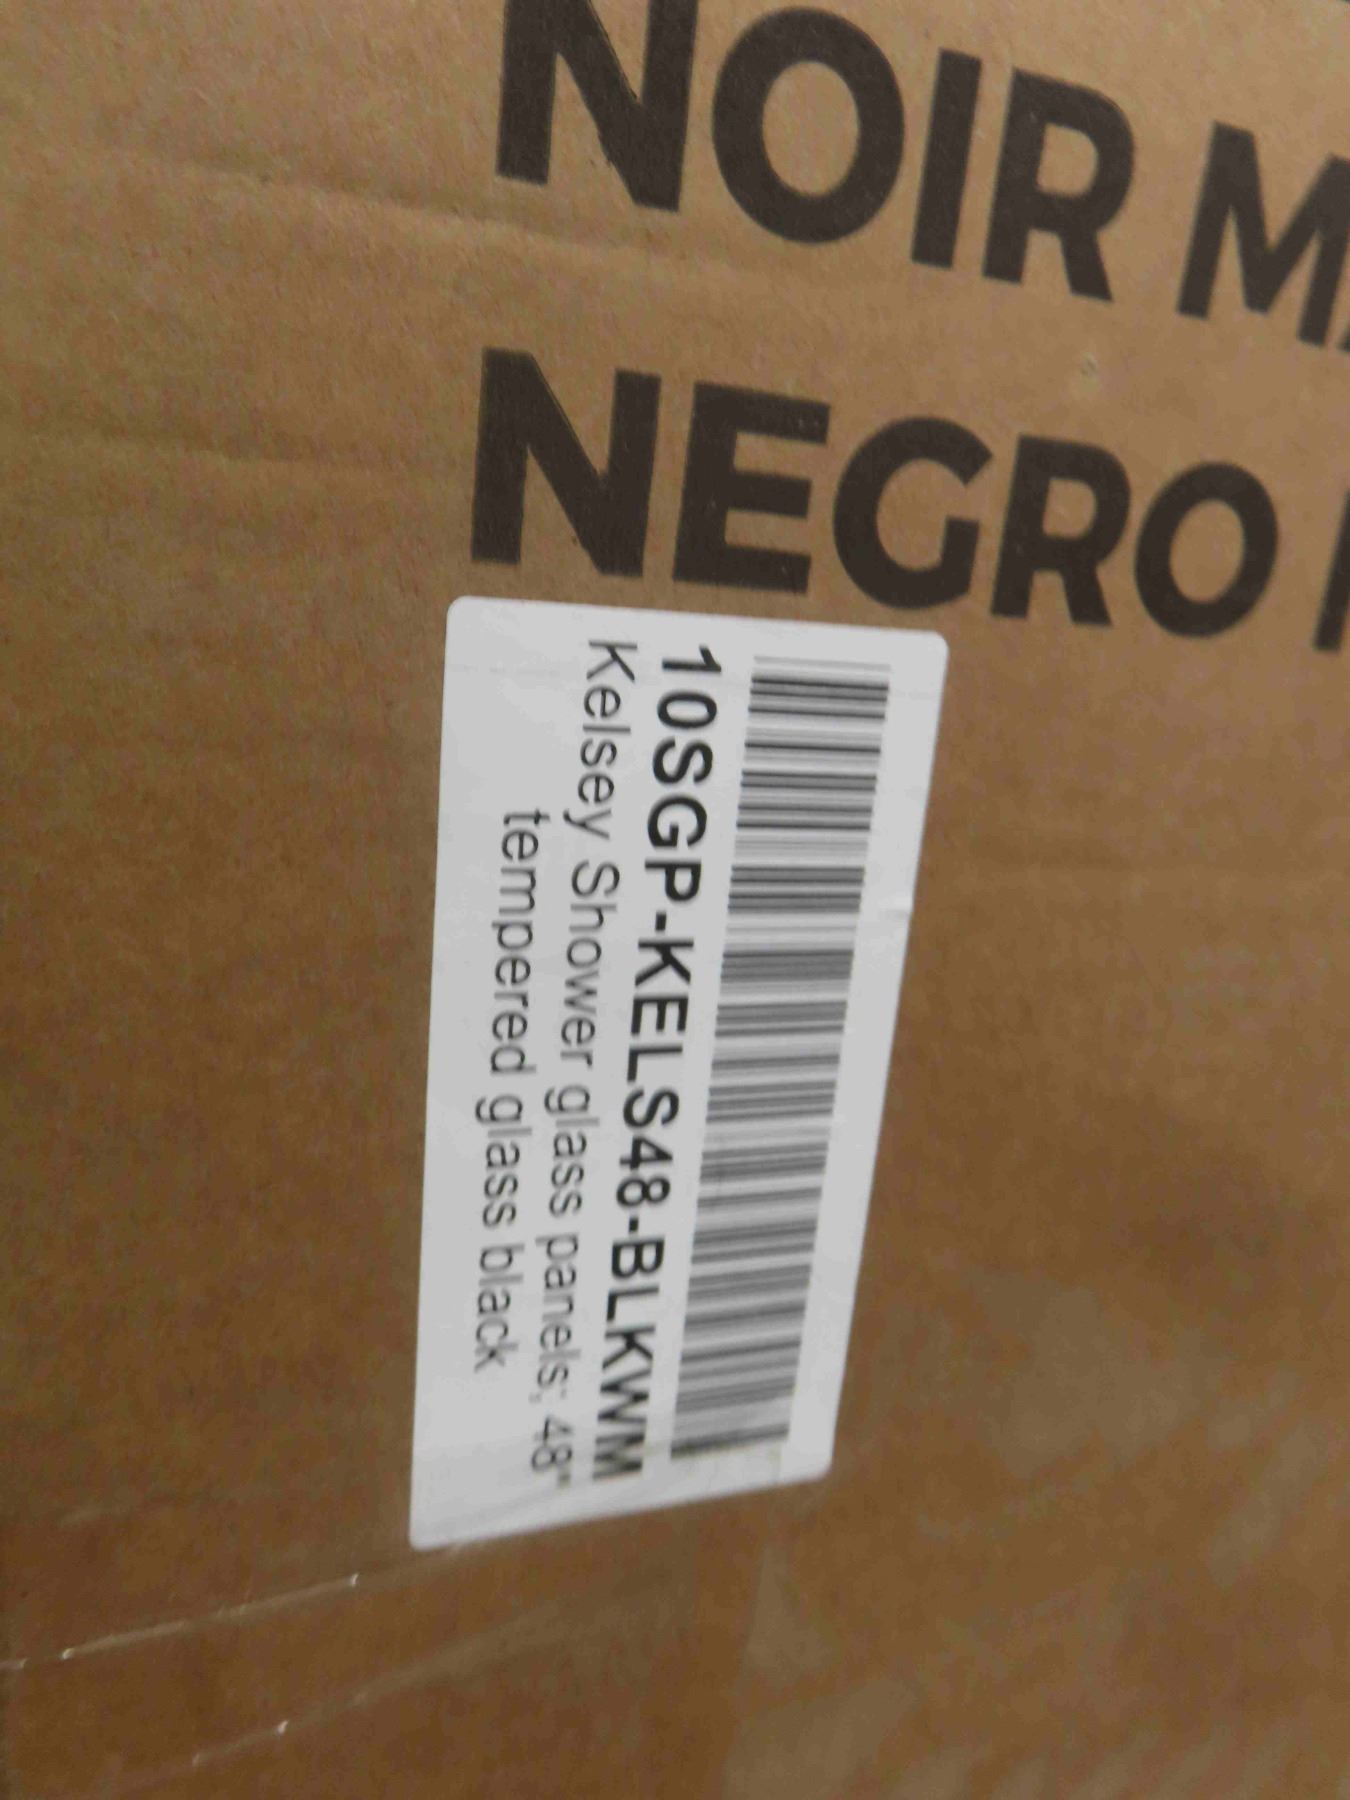 NOIR
NEGRO
10SGP-KELS48-BLKWM
Kelsey Shower glass panels; 48"
tempered glass black